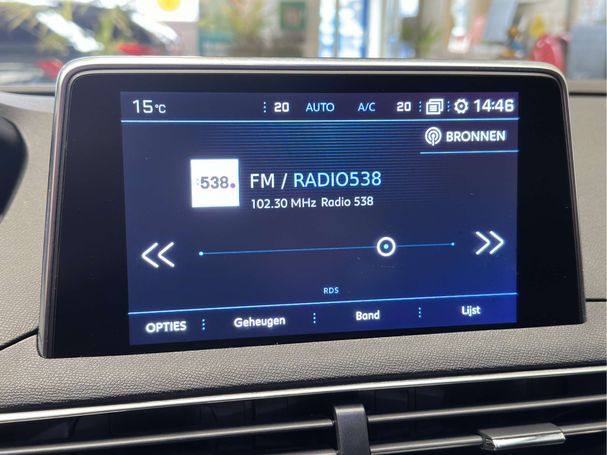 15°C 20 AUTO A/C 20 14:46
BRONNEN
538 FM / RADIO538
102.30 MHz Radio 538
RDS
OPTIES Geheugen Band Lijst